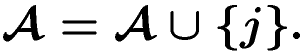 𝓐 = 𝓐 ∪ {j}.